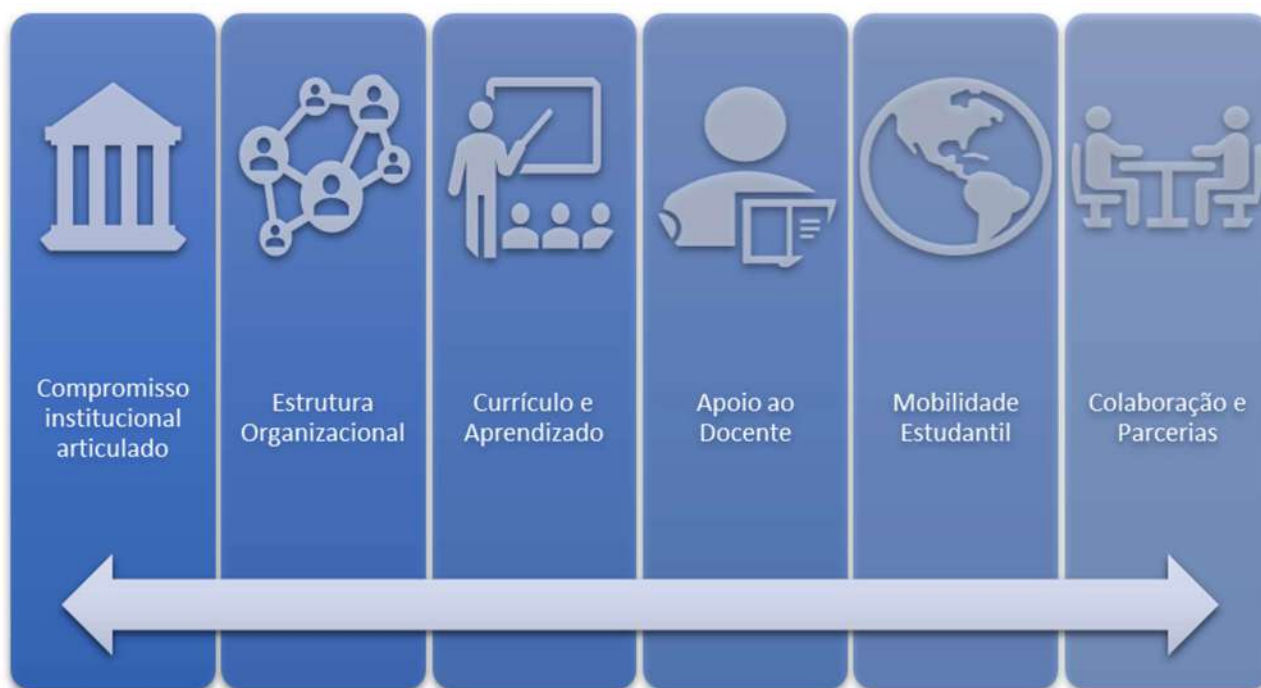 Compromisso
institucional
articulado
Estrutura
Organizacional
Currículo e
Aprendizado
Apoio ao
Docente
Mobilidade
Estudantil
Colaboração e
Parcerias